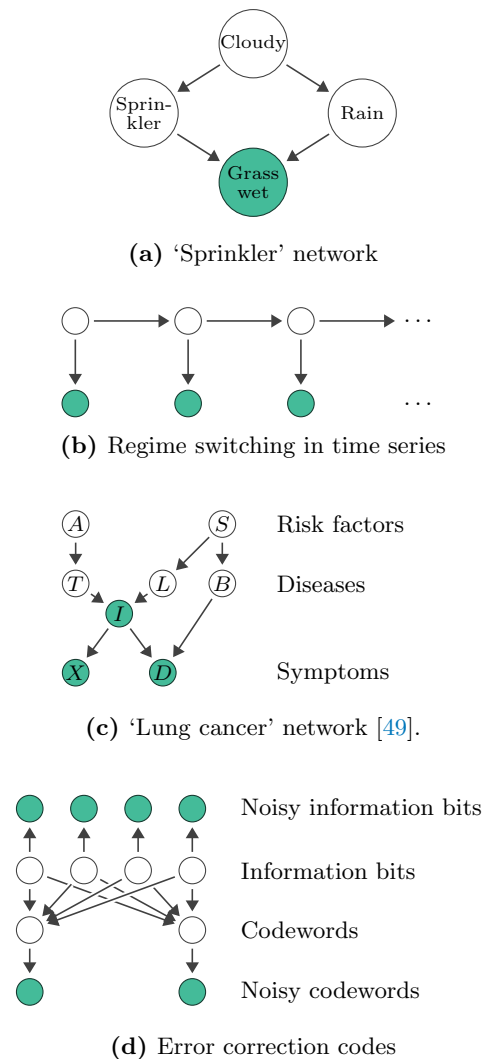 Cloudy
Sprin-
kler
Rain
Grass
wet
(a) ‘Sprinkler’ network
...
...
(b) Regime switching in time series
A S Risk factors
T L B Diseases
I
X D Symptoms
(c) ‘Lung cancer’ network [49].
Noisy information bits
Information bits
Codewords
Noisy codewords
(d) Error correction codes